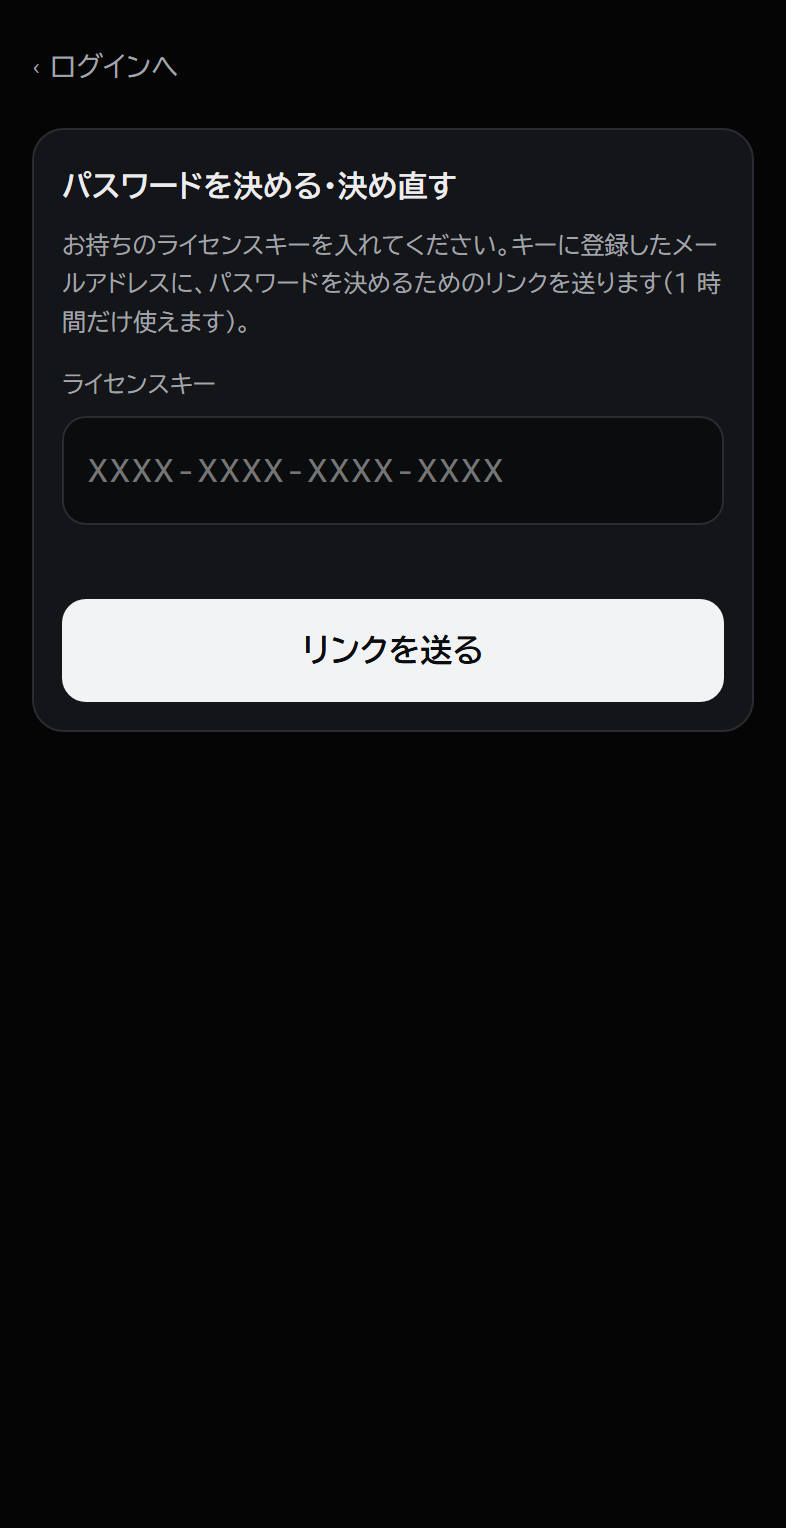 ‹ ログインへ
パスワードを決める・決め直す
お持ちのライセンスキーを入れてください。キーに登録したメー
ルアドレスに、パスワードを決めるためのリンクを送ります(1 時
間だけ使えます)。
ライセンスキー
XXXX-XXXX-XXXX-XXXX
リンクを送る